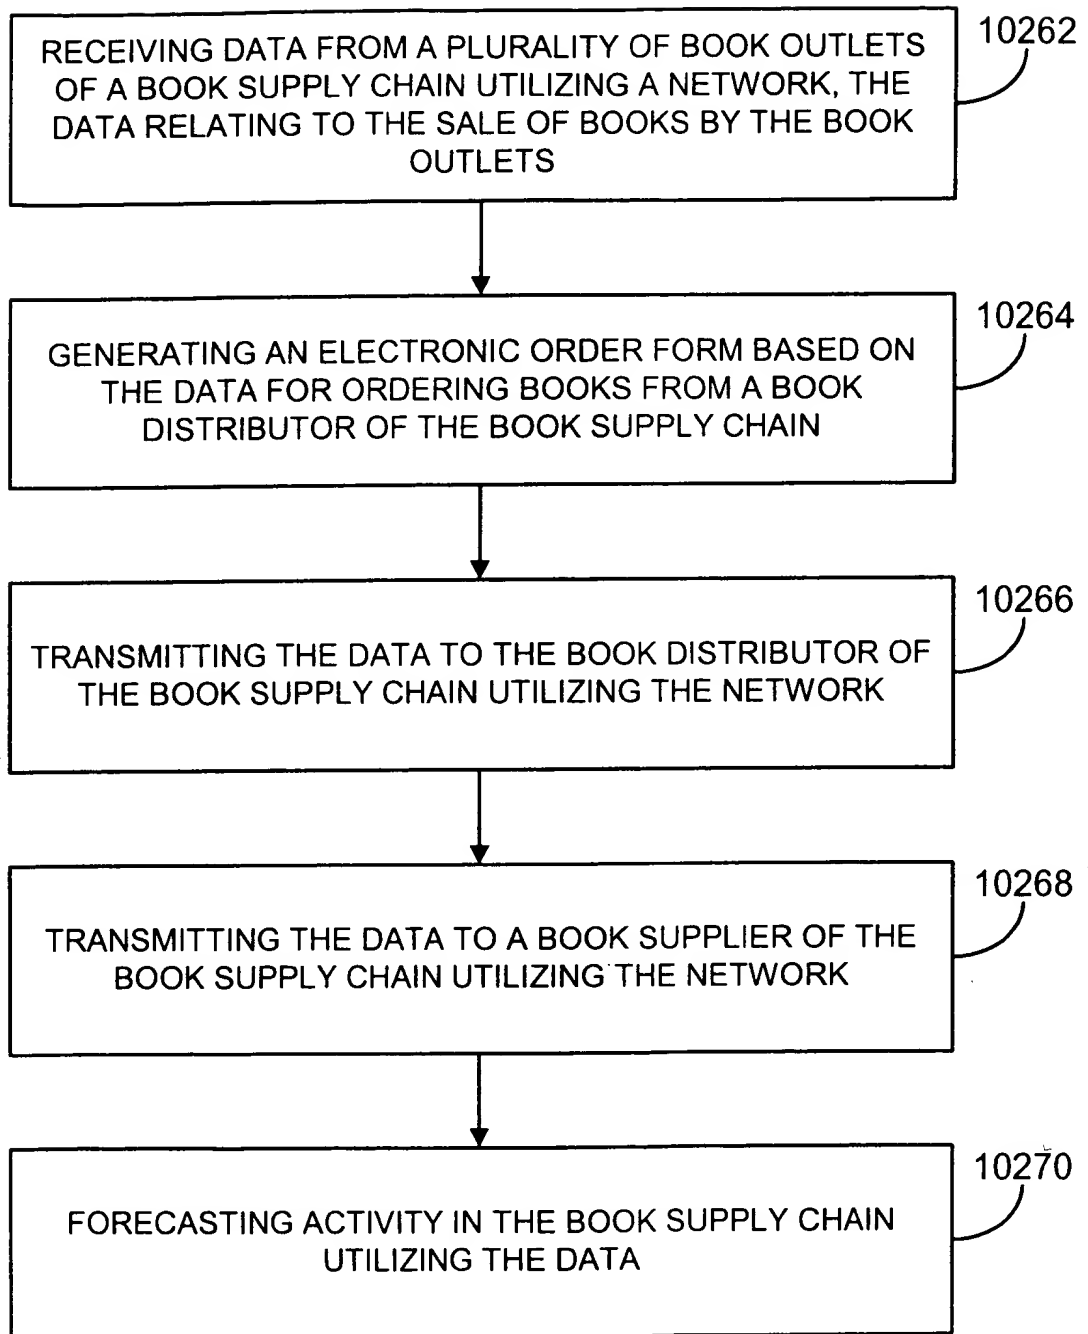 RECEIVING DATA FROM A PLURALITY OF BOOK OUTLETS
OF A BOOK SUPPLY CHAIN UTILIZING A NETWORK, THE
DATA RELATING TO THE SALE OF BOOKS BY THE BOOK
OUTLETS
10262
GENERATING AN ELECTRONIC ORDER FORM BASED ON
THE DATA FOR ORDERING BOOKS FROM A BOOK
DISTRIBUTOR OF THE BOOK SUPPLY CHAIN
10264
TRANSMITTING THE DATA TO THE BOOK DISTRIBUTOR OF
THE BOOK SUPPLY CHAIN UTILIZING THE NETWORK
10266
TRANSMITTING THE DATA TO A BOOK SUPPLIER OF THE
BOOK SUPPLY CHAIN UTILIZING THE NETWORK
10268
FORECASTING ACTIVITY IN THE BOOK SUPPLY CHAIN
UTILIZING THE DATA
10270